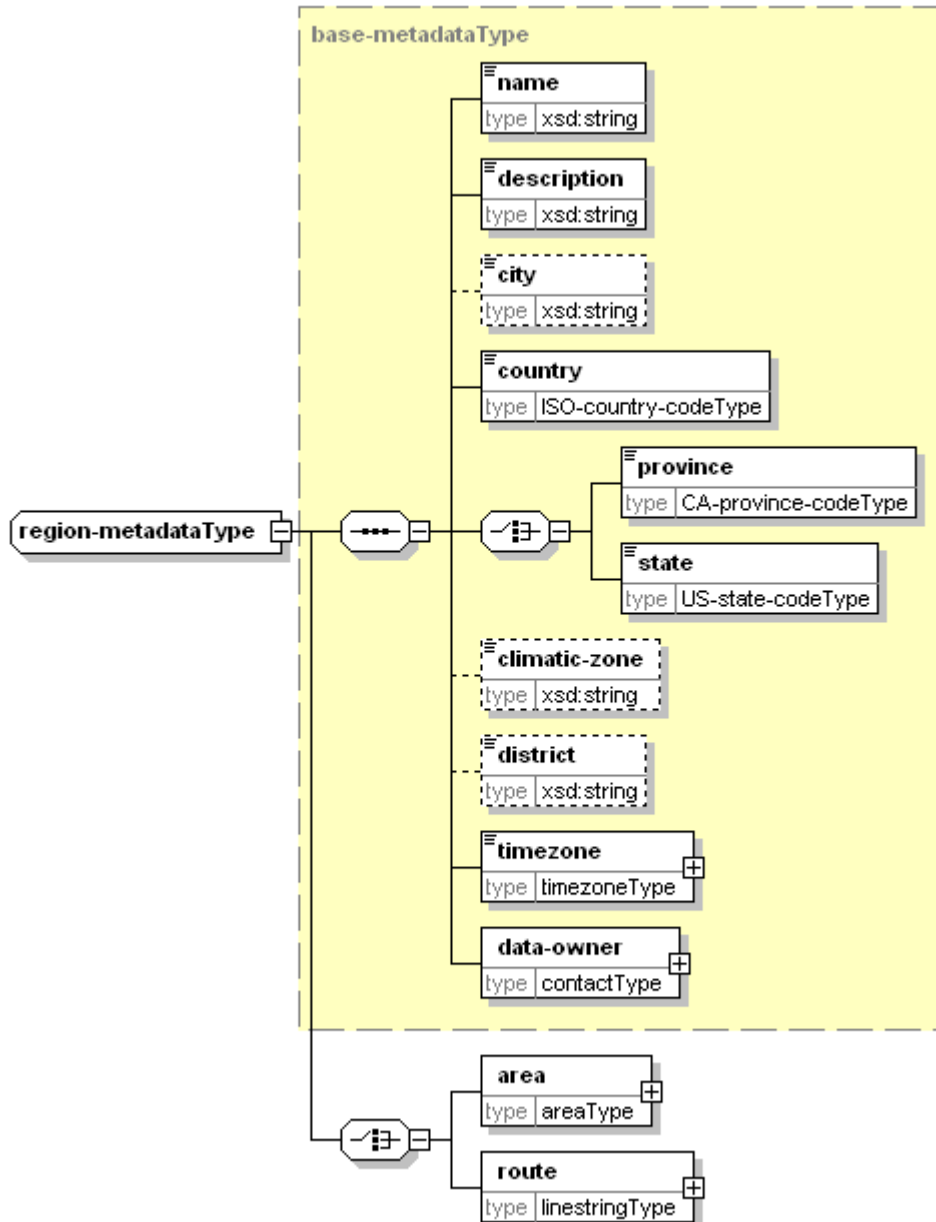 base-metadataType
name
type xsd:string
description
type xsd:string
city
type xsd:string
country
type ISO-country-codeType
province
type CA-province-codeType
region-metadataType
state
type US-state-codeType
climatic-zone
type xsd:string
district
type xsd:string
timezone
type timezoneType
data-owner
type contactType
area
type areaType
route
type linestringType